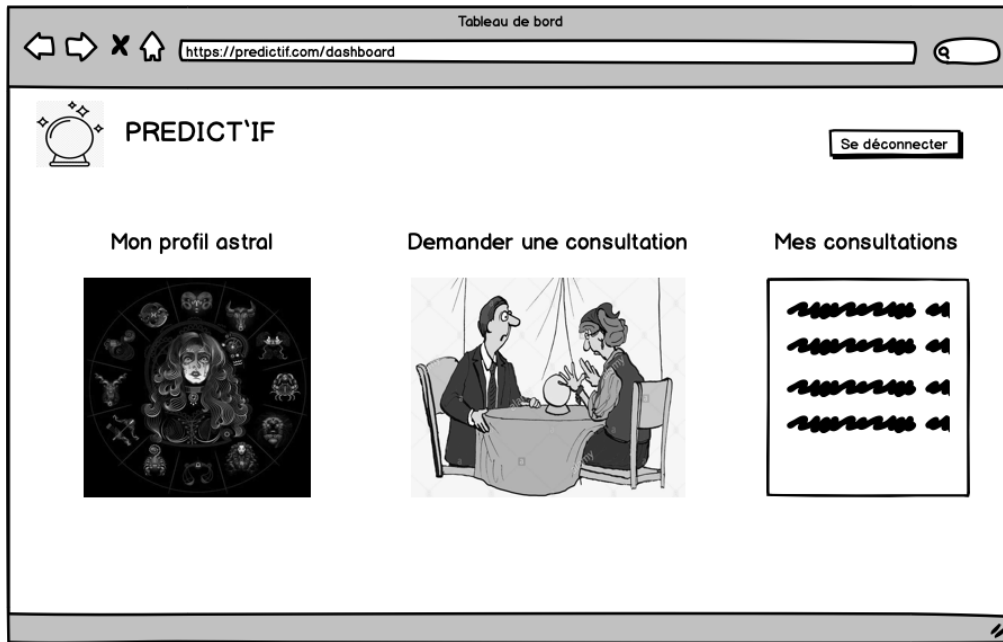 Tableau de bord
https://predictif.com/dashboard
PREDICT`IF
Se déconnecter
Mon profil astral
Demander une consultation
Mes consultations